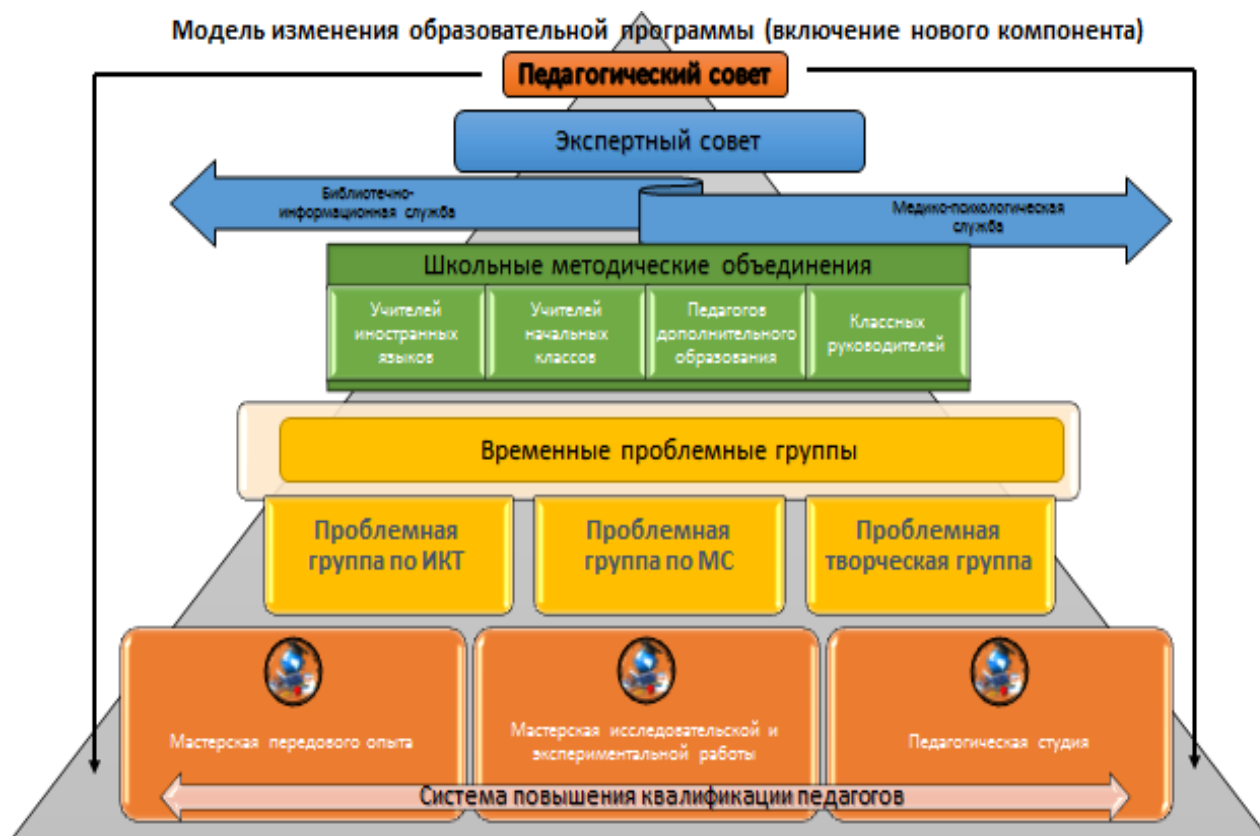 Модель изменения образовательной программы (включение нового компонента)
Педагогический совет
Экспертный совет
Библиотечно-
информационная служба
Медико-психологическая
служба
Школьные методические объединения
Учителей
иностранных
языков
Учителей
начальных
классов
Педагогов
дополнительного
образования
Классных
руководителей
Временные проблемные группы
Проблемная
группа по ИКТ
Проблемная
группа по МС
Проблемная
творческая группа
Мастерская передового опыта
Мастерская исследовательской и
экспериментальной работы
Педагогическая студия
Система повышения квалификации педагогов